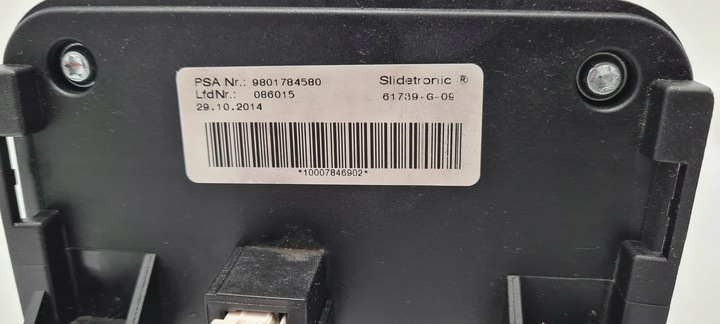 PSA Nr.: 9801784580 Slidetronic ®
LfdNr.: 086015 61739-G-09
29.10.2014
*10007846902*